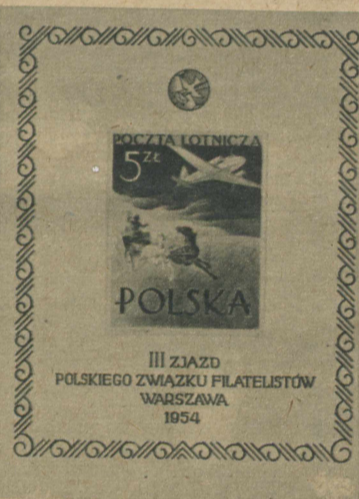 POCZTA LOTNICZA
5 ZŁ
POLSKA
III ZJAZD
POLSKIEGO ZWIĄZKU FILATELISTÓW
WARSZAWA
1954